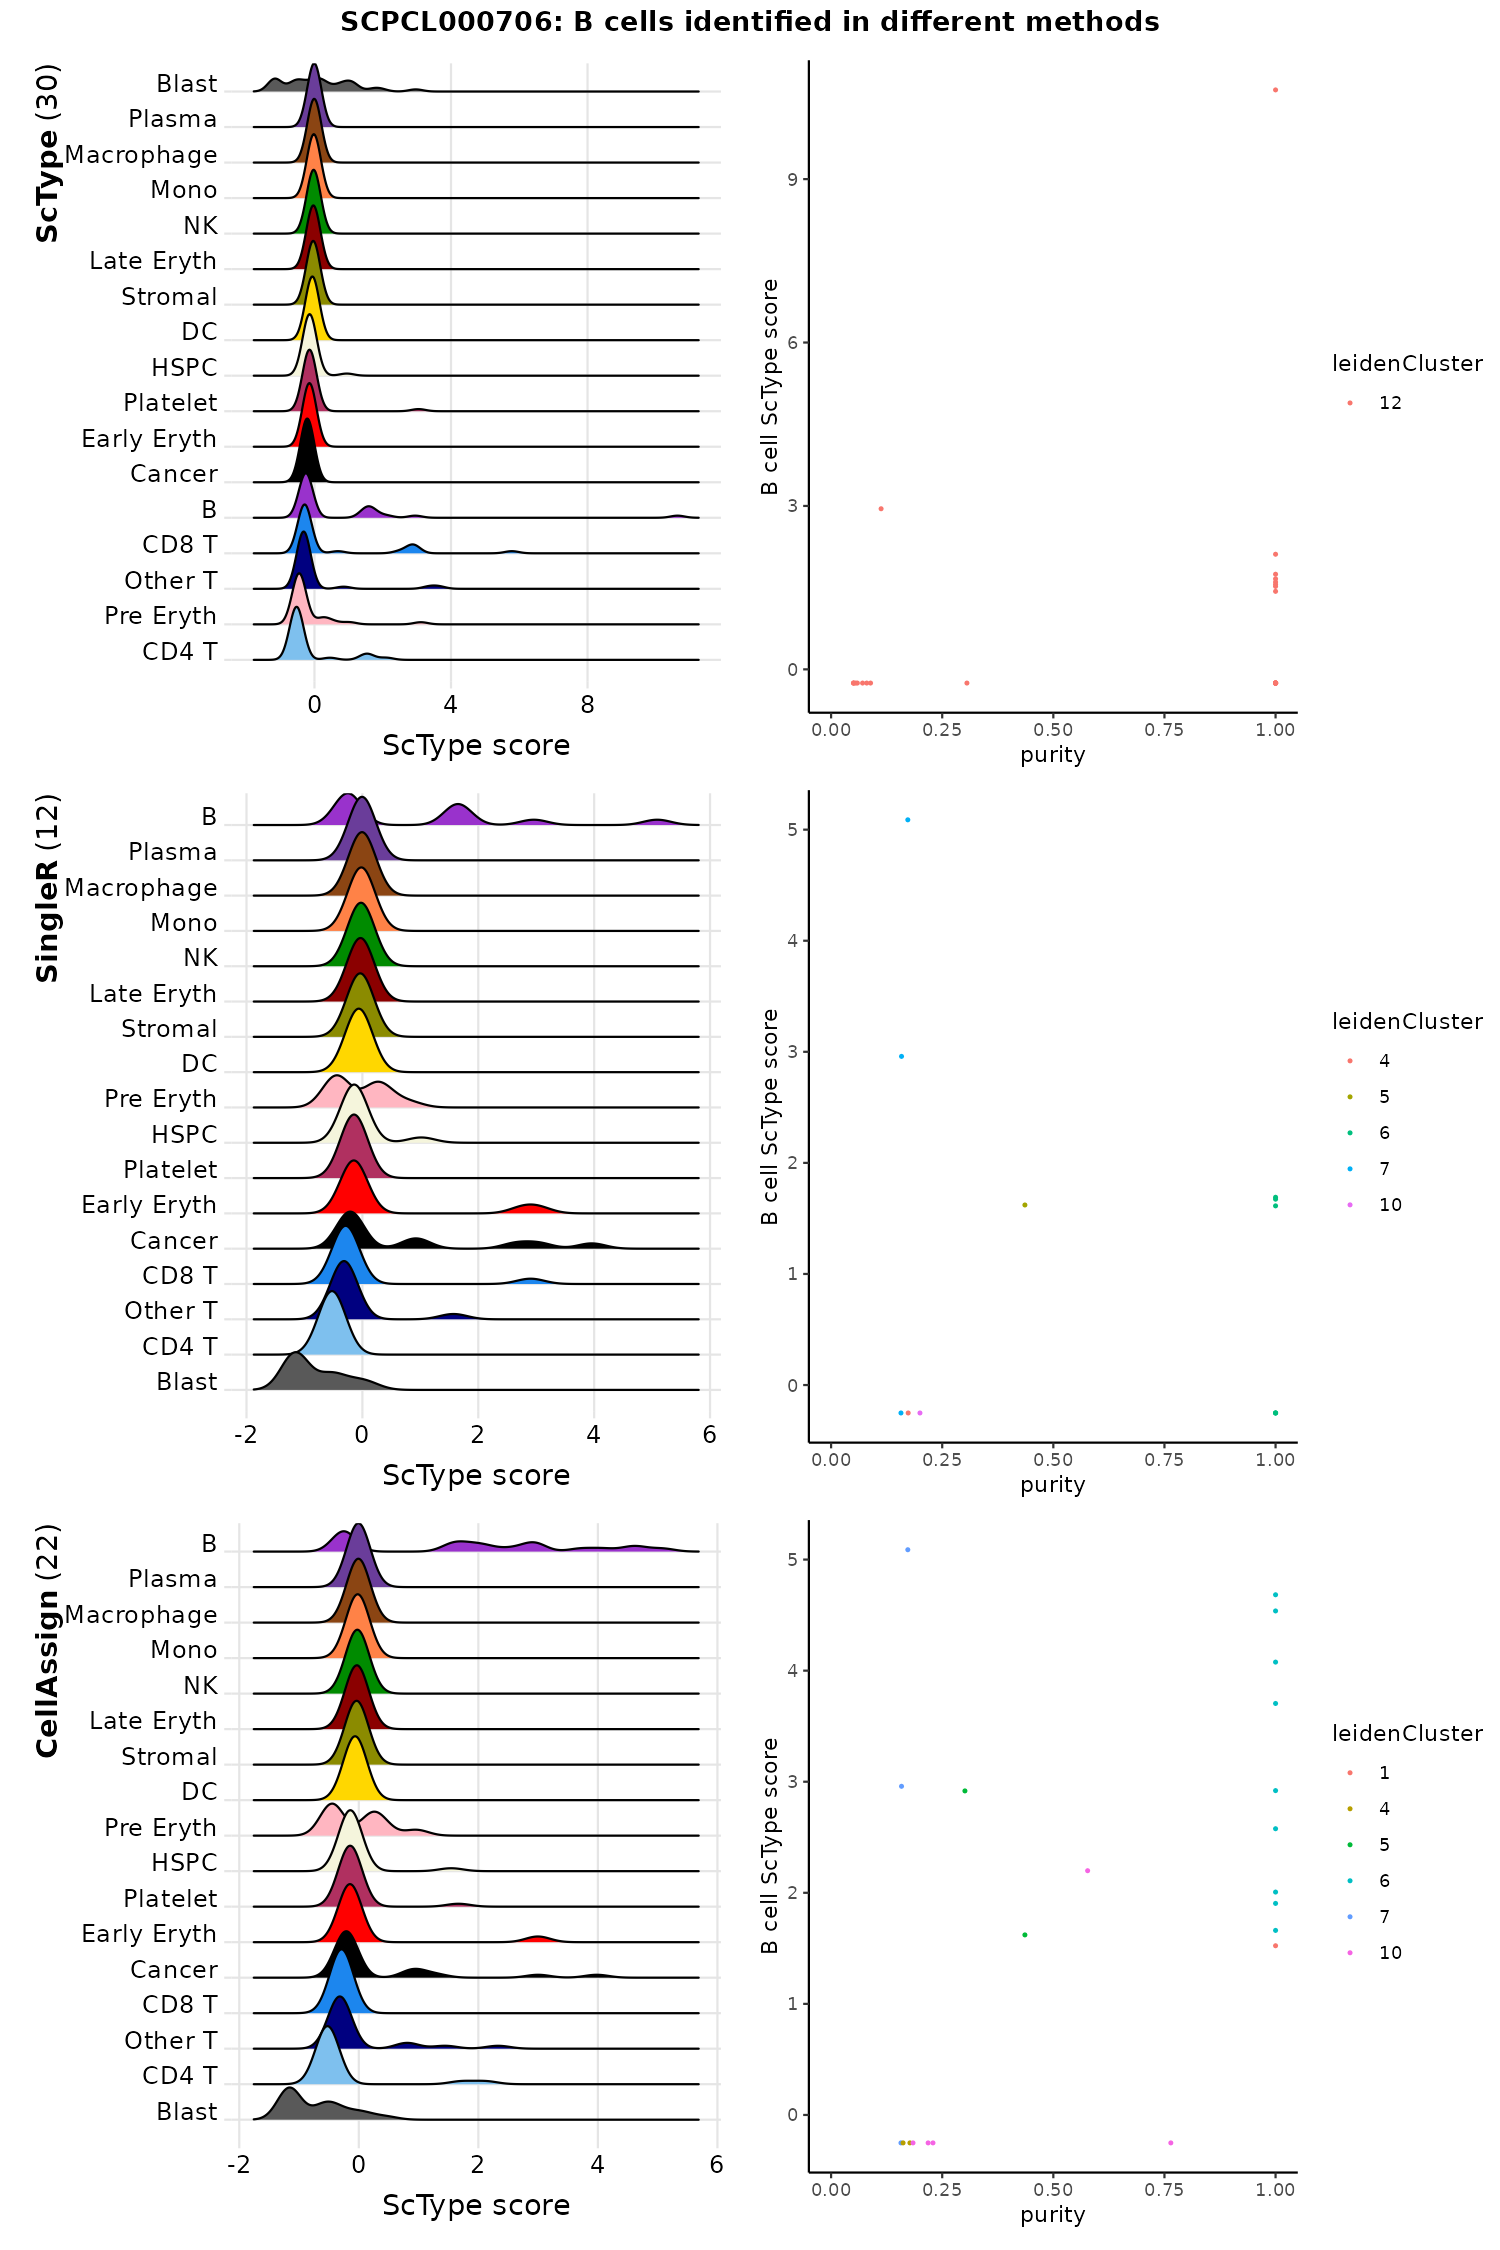 SCPCL000706: B cells identified in different methods
ScType (30)
Blast
Plasma
Macrophage
Mono
NK
Late Eryth
Stromal
DC
HSPC
Platelet
Early Eryth
Cancer
B
CD8 T
Other T
Pre Eryth
CD4 T
0 4 8
ScType score
B cell ScType score
9
6
3
0
0.00 0.25 0.50 0.75 1.00
purity
leidenCluster
12
SingleR (12)
B
Plasma
Macrophage
Mono
NK
Late Eryth
Stromal
DC
Pre Eryth
HSPC
Platelet
Early Eryth
Cancer
CD8 T
Other T
CD4 T
Blast
-2 0 2 4 6
ScType score
B cell ScType score
5
4
3
2
1
0
0.00 0.25 0.50 0.75 1.00
purity
leidenCluster
4
5
6
7
10
CellAssign (22)
B
Plasma
Macrophage
Mono
NK
Late Eryth
Stromal
DC
Pre Eryth
HSPC
Platelet
Early Eryth
Cancer
CD8 T
Other T
CD4 T
Blast
-2 0 2 4 6
ScType score
B cell ScType score
5
4
3
2
1
0
0.00 0.25 0.50 0.75 1.00
purity
leidenCluster
1
4
5
6
7
10